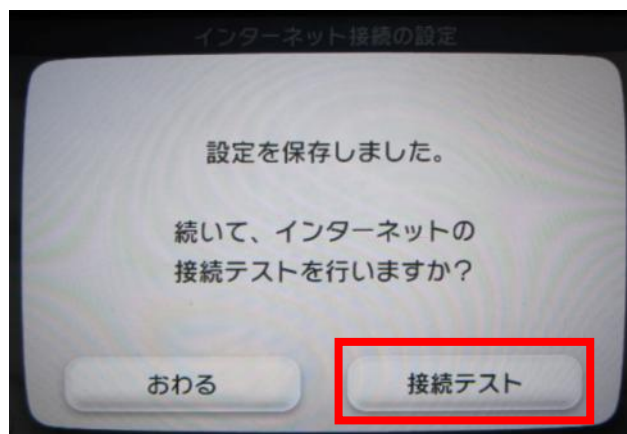 インターネット接続の設定
設定を保存しました。
続いて、インターネットの
接続テストを行いますか？
おわる
接続テスト